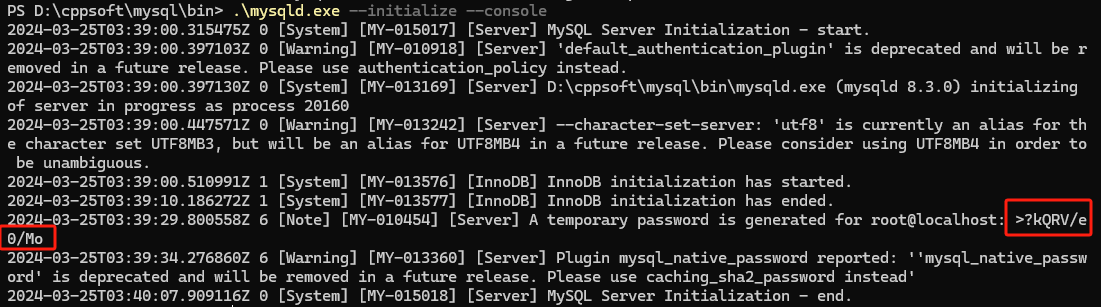 PS D:\cppsoft\mysql\bin> .\mysqld.exe --initialize --console
2024-03-25T03:39:00.315475Z 0 [System] [MY-015017] [Server] MySQL Server Initialization - start.
2024-03-25T03:39:00.397103Z 0 [Warning] [MY-010918] [Server] 'default_authentication_plugin' is deprecated and will be r
emoved in a future release. Please use authentication_policy instead.
2024-03-25T03:39:00.397130Z 0 [System] [MY-013169] [Server] D:\cppsoft\mysql\bin\mysqld.exe (mysqld 8.3.0) initializing
of server in progress as process 20160
2024-03-25T03:39:00.447571Z 0 [Warning] [MY-013242] [Server] --character-set-server: 'utf8' is currently an alias for th
e character set UTF8MB3, but will be an alias for UTF8MB4 in a future release. Please consider using UTF8MB4 in order to
 be unambiguous.
2024-03-25T03:39:00.510991Z 1 [System] [MY-013576] [InnoDB] InnoDB initialization has started.
2024-03-25T03:39:10.186272Z 1 [System] [MY-013577] [InnoDB] InnoDB initialization has ended.
2024-03-25T03:39:29.800558Z 6 [Note] [MY-010454] [Server] A temporary password is generated for root@localhost: >?kQRV/e
0/Mo
2024-03-25T03:39:34.276860Z 6 [Warning] [MY-013360] [Server] Plugin mysql_native_password reported: ''mysql_native_passw
ord' is deprecated and will be removed in a future release. Please use caching_sha2_password instead'
2024-03-25T03:40:07.909116Z 0 [System] [MY-015018] [Server] MySQL Server Initialization - end.